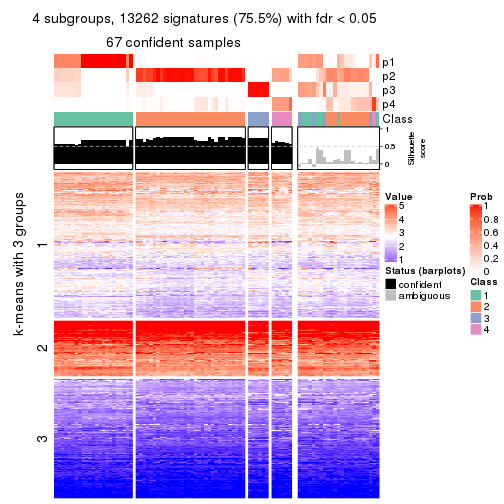 4 subgroups, 13262 signatures (75.5%) with fdr < 0.05
67 confident samples
p1
p2
p3
p4
Class
1
0.5
0
Silhouette
score
k-means with 3 groups
1
2
3
Value
5
4
3
2
1
Status (barplots)
confident
ambiguous
Prob
1
0.8
0.6
0.4
0.2
0
Class
1
2
3
4